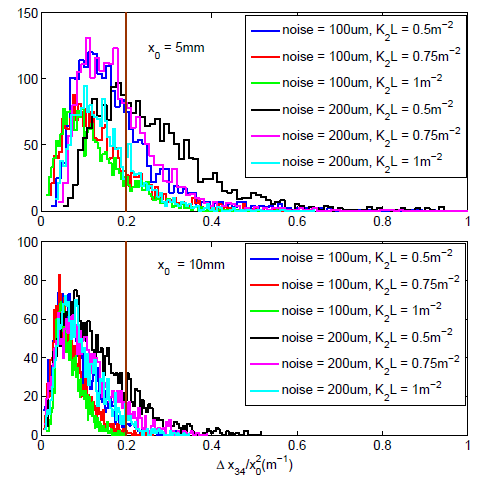 150
100
50
0
x₀ = 5mm
noise = 100um, K₂L = 0.5m⁻²
noise = 100um, K₂L = 0.75m⁻²
noise = 100um, K₂L = 1m⁻²
noise = 200um, K₂L = 0.5m⁻²
noise = 200um, K₂L = 0.75m⁻²
noise = 200um, K₂L = 1m⁻²
0 0.2 0.4 0.6 0.8 1
100
80
60
40
20
0
x₀ = 10mm
noise = 100um, K₂L = 0.5m⁻²
noise = 100um, K₂L = 0.75m⁻²
noise = 100um, K₂L = 1m⁻²
noise = 200um, K₂L = 0.5m⁻²
noise = 200um, K₂L = 0.75m⁻²
noise = 200um, K₂L = 1m⁻²
0 0.2 0.4 0.6 0.8 1
Δ x₃₄/x₀²(m⁻¹)